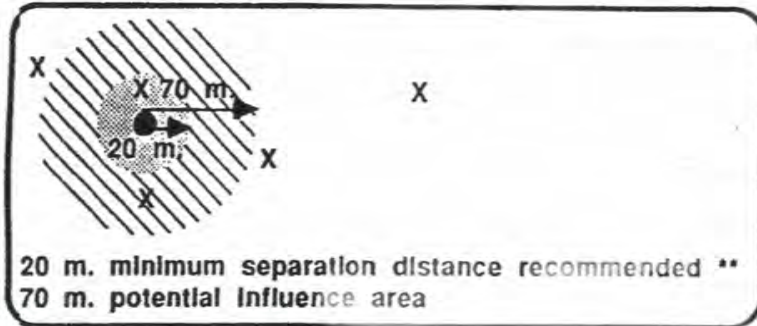 X
X 70 m.
X
20 m.
X
X
20 m. minimum separation distance recommended **
70 m. potential influence area